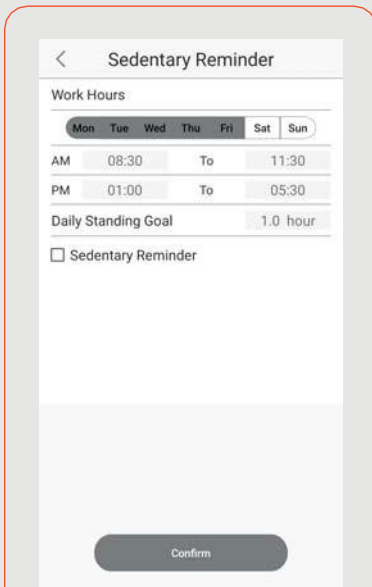 Sedentary Reminder
Work Hours
Mon Tue Wed Thu Fri Sat Sun
AM 08:30 To 11:30
PM 01:00 To 05:30
Daily Standing Goal 1.0 hour
Sedentary Reminder
Confirm